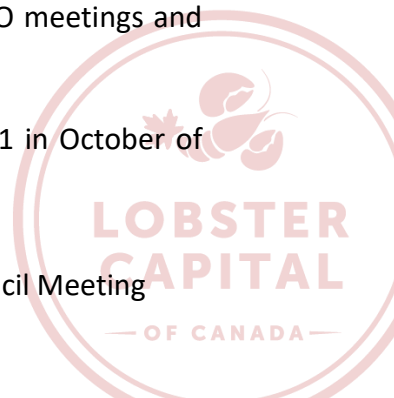 O meetings and
1 in October of
LOBSTER
CAPITAL
cil Meeting
OF CANADA